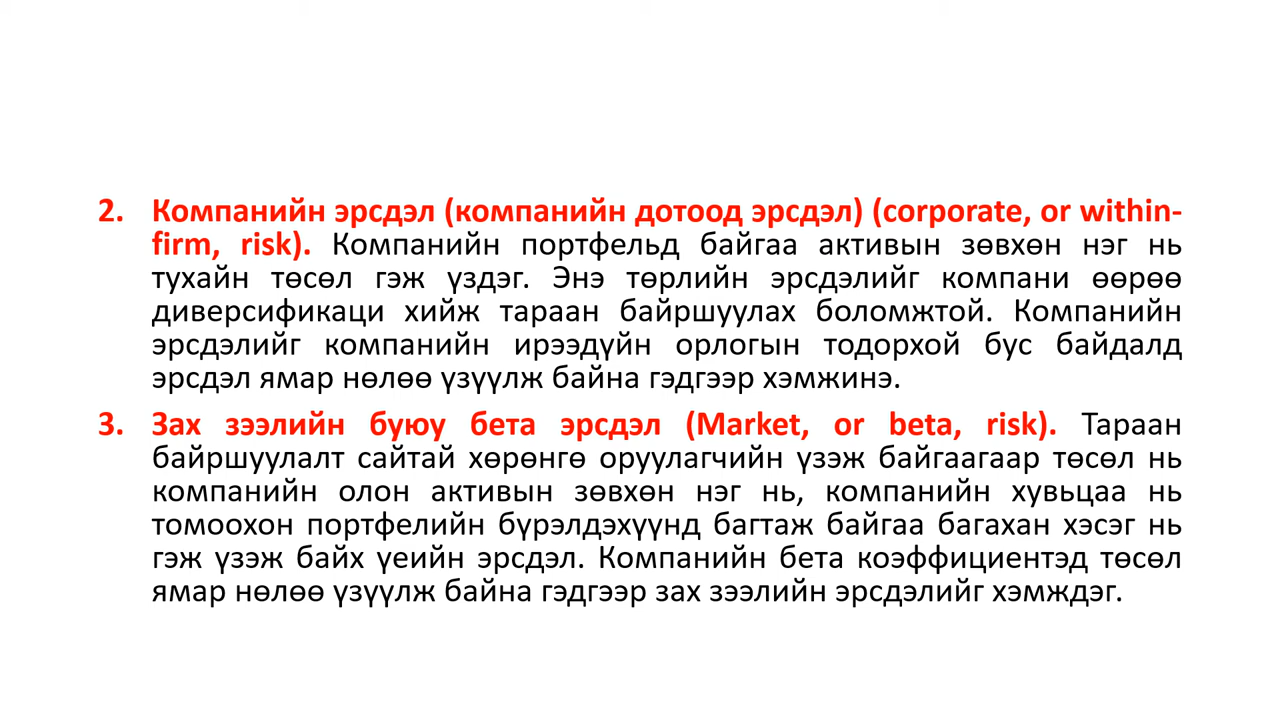 2. Компанийн эрсдэл (компанийн дотоод эрсдэл) (corporate, or within-
firm, risk). Компанийн портфельд байгаа активын зөвхөн нэг нь
тухайн төсөл гэж үздэг. Энэ төрлийн эрсдэлийг компани өөрөө
диверсификаци хийж тараан байршуулах боломжтой. Компанийн
эрсдэлийг компанийн ирээдүйн орлогын тодорхой бус байдалд
эрсдэл ямар нөлөө үзүүлж байна гэдгээр хэмжинэ.
3. Зах зээлийн буюу бета эрсдэл (Market, or beta, risk). Тараан
байршуулалт сайтай хөрөнгө оруулагчийн үзэж байгаагаар төсөл нь
компанийн олон активын зөвхөн нэг нь, компанийн хувьцаа нь
томоохон портфелийн бүрэлдэхүүнд багтаж байгаа багахан хэсэг нь
гэж үзэж байх үеийн эрсдэл. Компанийн бета коэффициентэд төсөл
ямар нөлөө үзүүлж байна гэдгээр зах зээлийн эрсдэлийг хэмждэг.